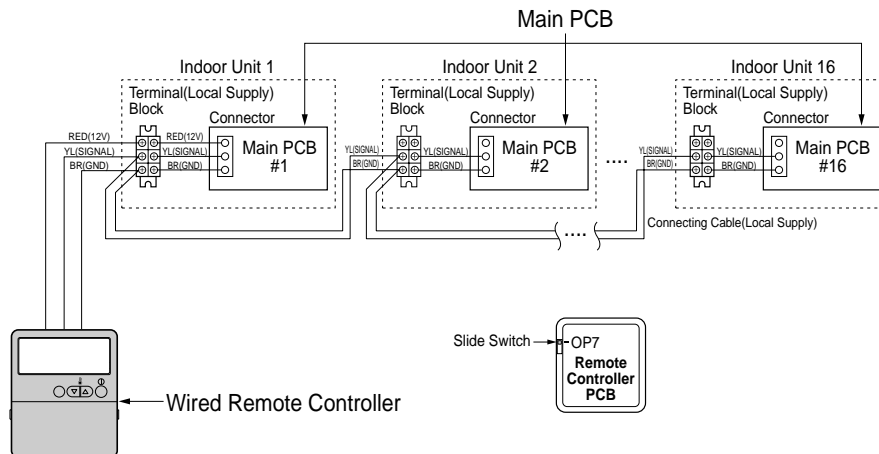 Main PCB
Indoor Unit 1
Indoor Unit 2
Indoor Unit 16
Terminal(Local Supply)
Block
Terminal(Local Supply)
Block
Terminal(Local Supply)
Block
Connector
Connector
Connector
RED(12V)
RED(12V)
YL(SIGNAL)
YL(SIGNAL)
BR(GND)
BR(GND)
Main PCB
#1
YL(SIGNAL)
YL(SIGNAL)
BR(GND)
BR(GND)
Main PCB
#2
....
YL(SIGNAL)
YL(SIGNAL)
BR(GND)
BR(GND)
Main PCB
#16
Connecting Cable(Local Supply)
....
Slide Switch
OP7
Remote
Controller
PCB
Wired Remote Controller